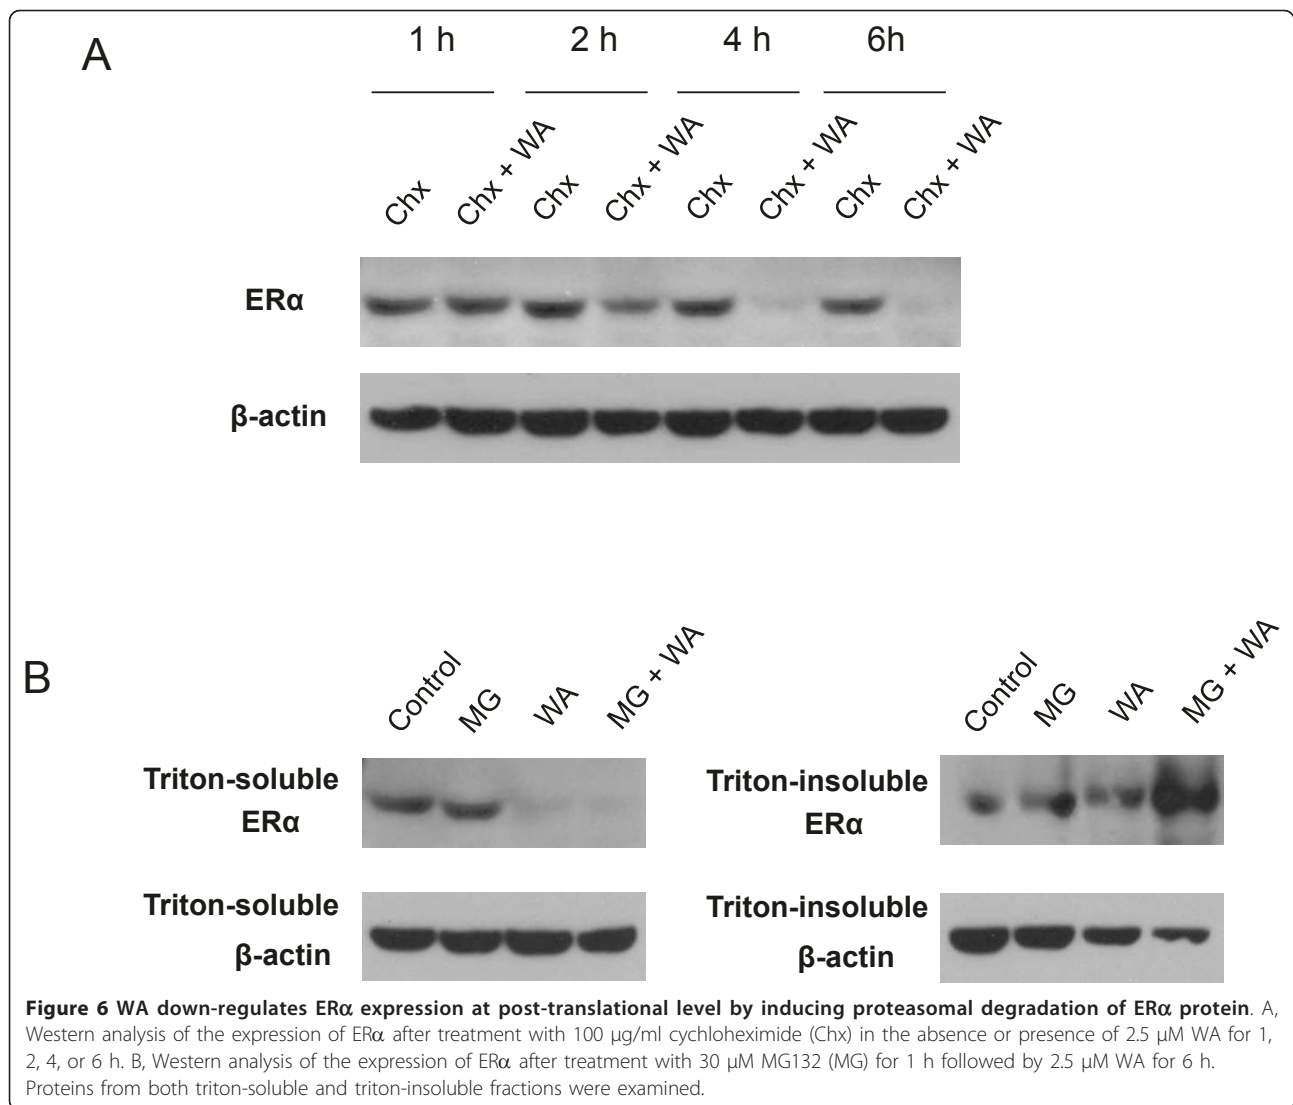 A
1 h 2 h 4 h 6h
Chx Chx + WA Chx Chx + WA Chx Chx + WA Chx Chx + WA
ERα
β-actin
B
Control MG WA MG + WA
Triton-soluble
ERα
Triton-soluble
β-actin
Control MG WA MG + WA
Triton-insoluble
ERα
Triton-insoluble
β-actin
Figure 6 WA down-regulates ERα expression at post-translational level by inducing proteasomal degradation of ERα protein. A,
Western analysis of the expression of ERα after treatment with 100 μg/ml cychloheximide (Chx) in the absence or presence of 2.5 μM WA for 1,
2, 4, or 6 h. B, Western analysis of the expression of ERα after treatment with 30 μM MG132 (MG) for 1 h followed by 2.5 μM WA for 6 h.
Proteins from both triton-soluble and triton-insoluble fractions were examined.